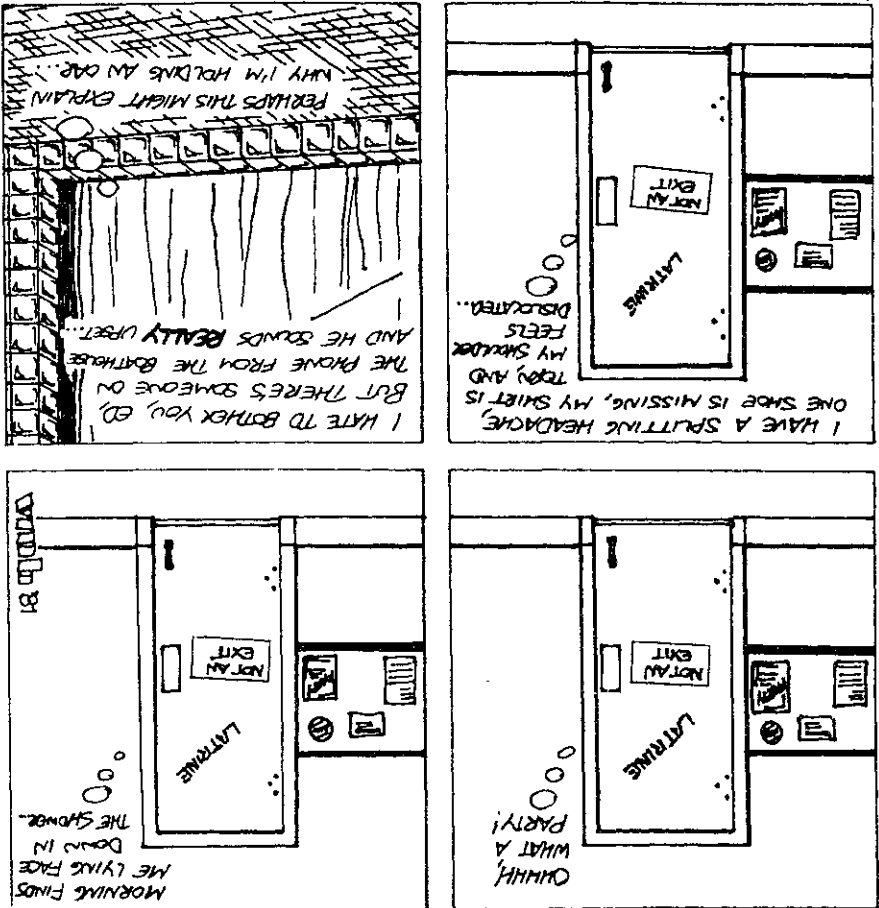 OHHHH,
WHAT A
PARTY!
LATRINE
NOT AN
EXIT
MORNING FINDS
ME LYING FACE
DOWN IN
THE SHOWER..
LATRINE
NOT AN
EXIT
81
I HAVE A SPLITTING HEADACHE,
ONE SHOE IS MISSING, MY SHIRT IS
TORN, AND
MY SHOULDER
FEELS
DISLOCATED...
LATRINE
NOT AN
EXIT
I HATE TO BOTHER YOU, ED,
BUT THERE'S SOMEONE ON
THE PHONE FROM THE BOATHOUSE
AND HE SOUNDS REALLY UPSET...
PERHAPS THIS MIGHT EXPLAIN
WHY I'M HOLDING AN OAR...